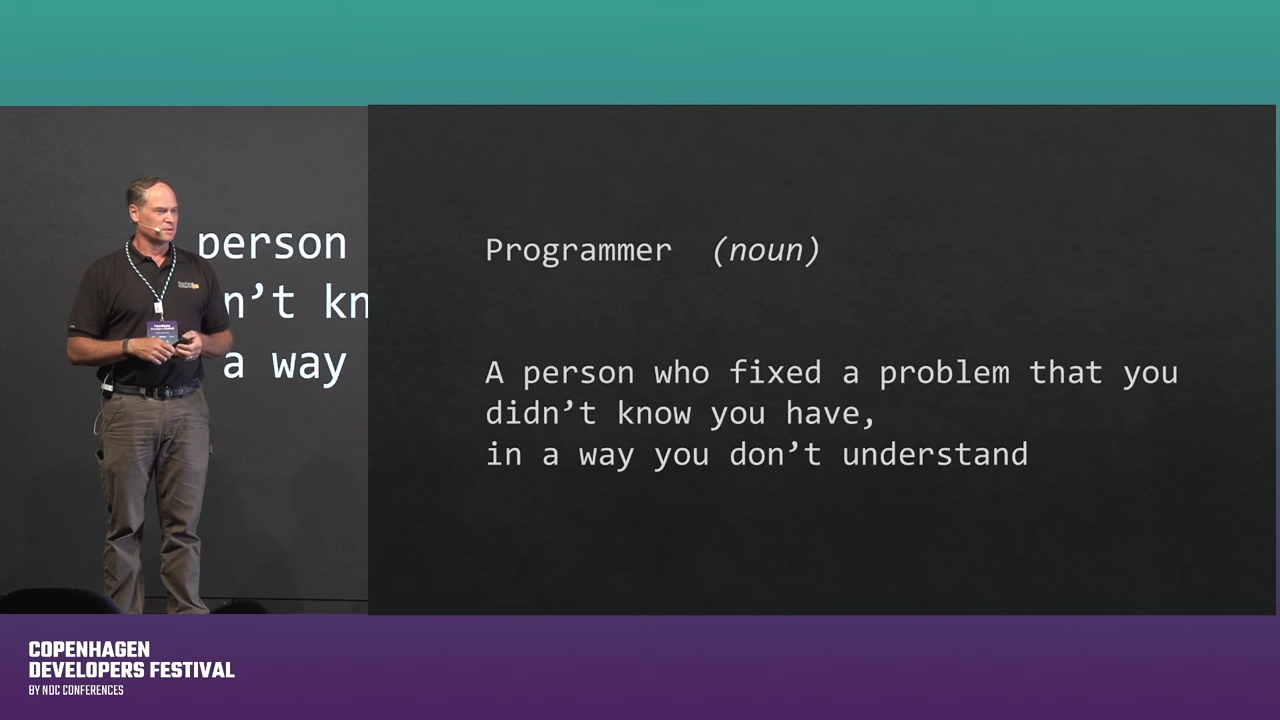 person
n’t kn
a way
Programmer (noun)
A person who fixed a problem that you
didn’t know you have,
in a way you don’t understand
COPENHAGEN
DEVELOPERS FESTIVAL
BY NDC CONFERENCES